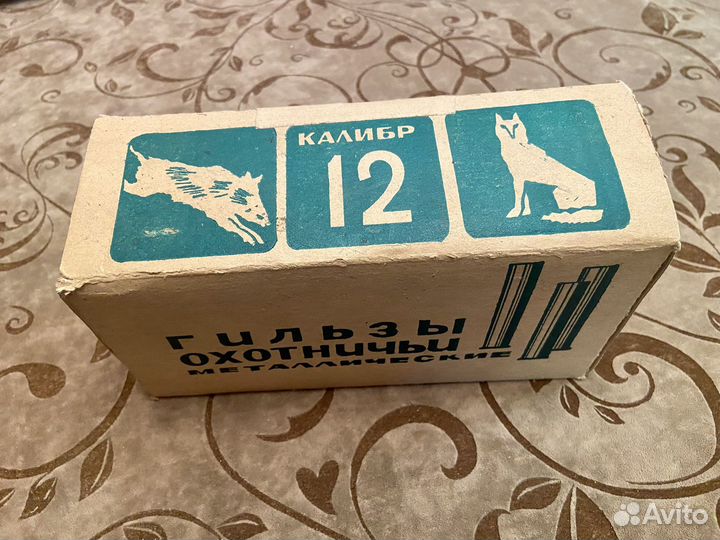 КАЛИБР
12
ГИЛЬЗЫ
ОХОТНИЧЬИ
МЕТАЛЛИЧЕСКИЕ
Avito